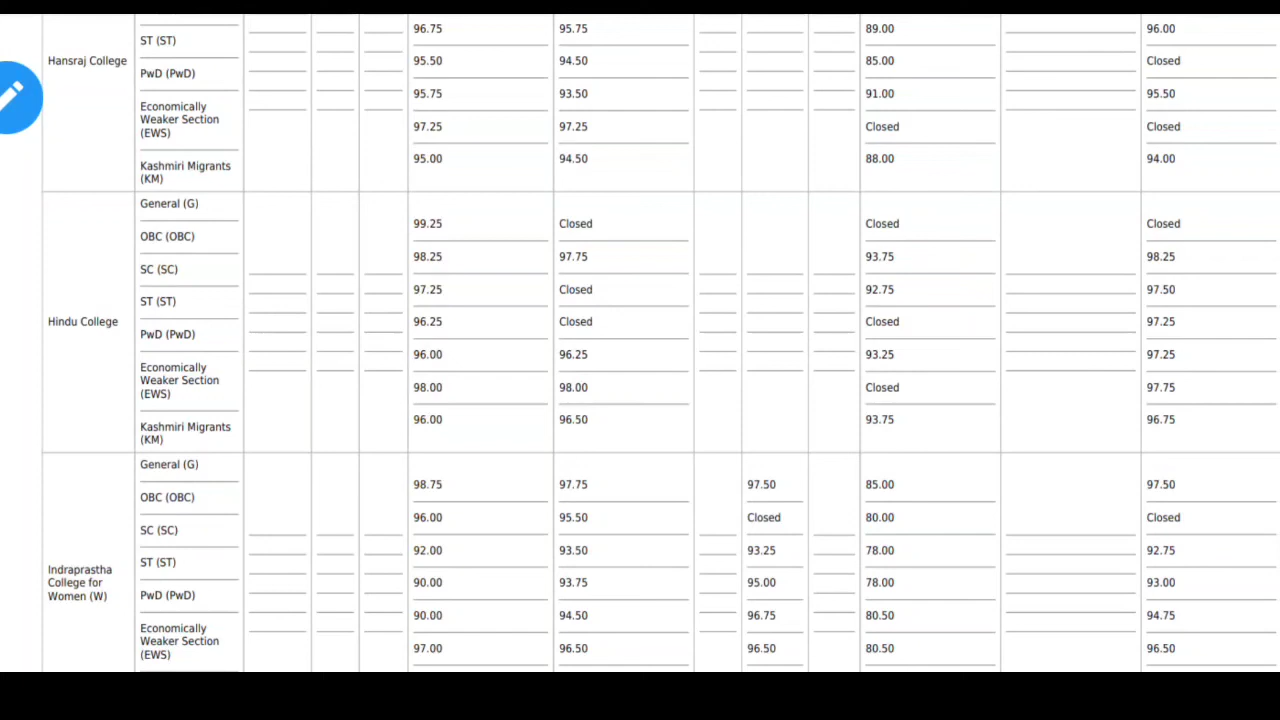 96.75 95.75 89.00 96.00
ST (ST)
Hansraj College 95.50 94.50 85.00 Closed
PwD (PwD)
95.75 93.50 91.00 95.50
Economically
Weaker Section
(EWS)
97.25 97.25 Closed Closed
Kashmiri Migrants
(KM)
95.00 94.50 88.00 94.00
General (G)
99.25 Closed Closed Closed
OBC (OBC)
98.25 97.75 93.75 98.25
SC (SC)
97.25 Closed 92.75 97.50
ST (ST)
Hindu College 96.25 Closed Closed 97.25
PwD (PwD)
96.00 96.25 93.25 97.25
Economically
Weaker Section
(EWS)
98.00 98.00 Closed 97.75
Kashmiri Migrants
(KM)
96.00 96.50 93.75 96.75
General (G)
98.75 97.75 97.50 85.00 97.50
OBC (OBC)
96.00 95.50 Closed 80.00 Closed
SC (SC)
92.00 93.50 93.25 78.00 92.75
ST (ST)
Indraprastha
College for
Women (W)
90.00 93.75 95.00 78.00 93.00
PwD (PwD)
90.00 94.50 96.75 80.50 94.75
Economically
Weaker Section
(EWS)
97.00 96.50 96.50 80.50 96.50